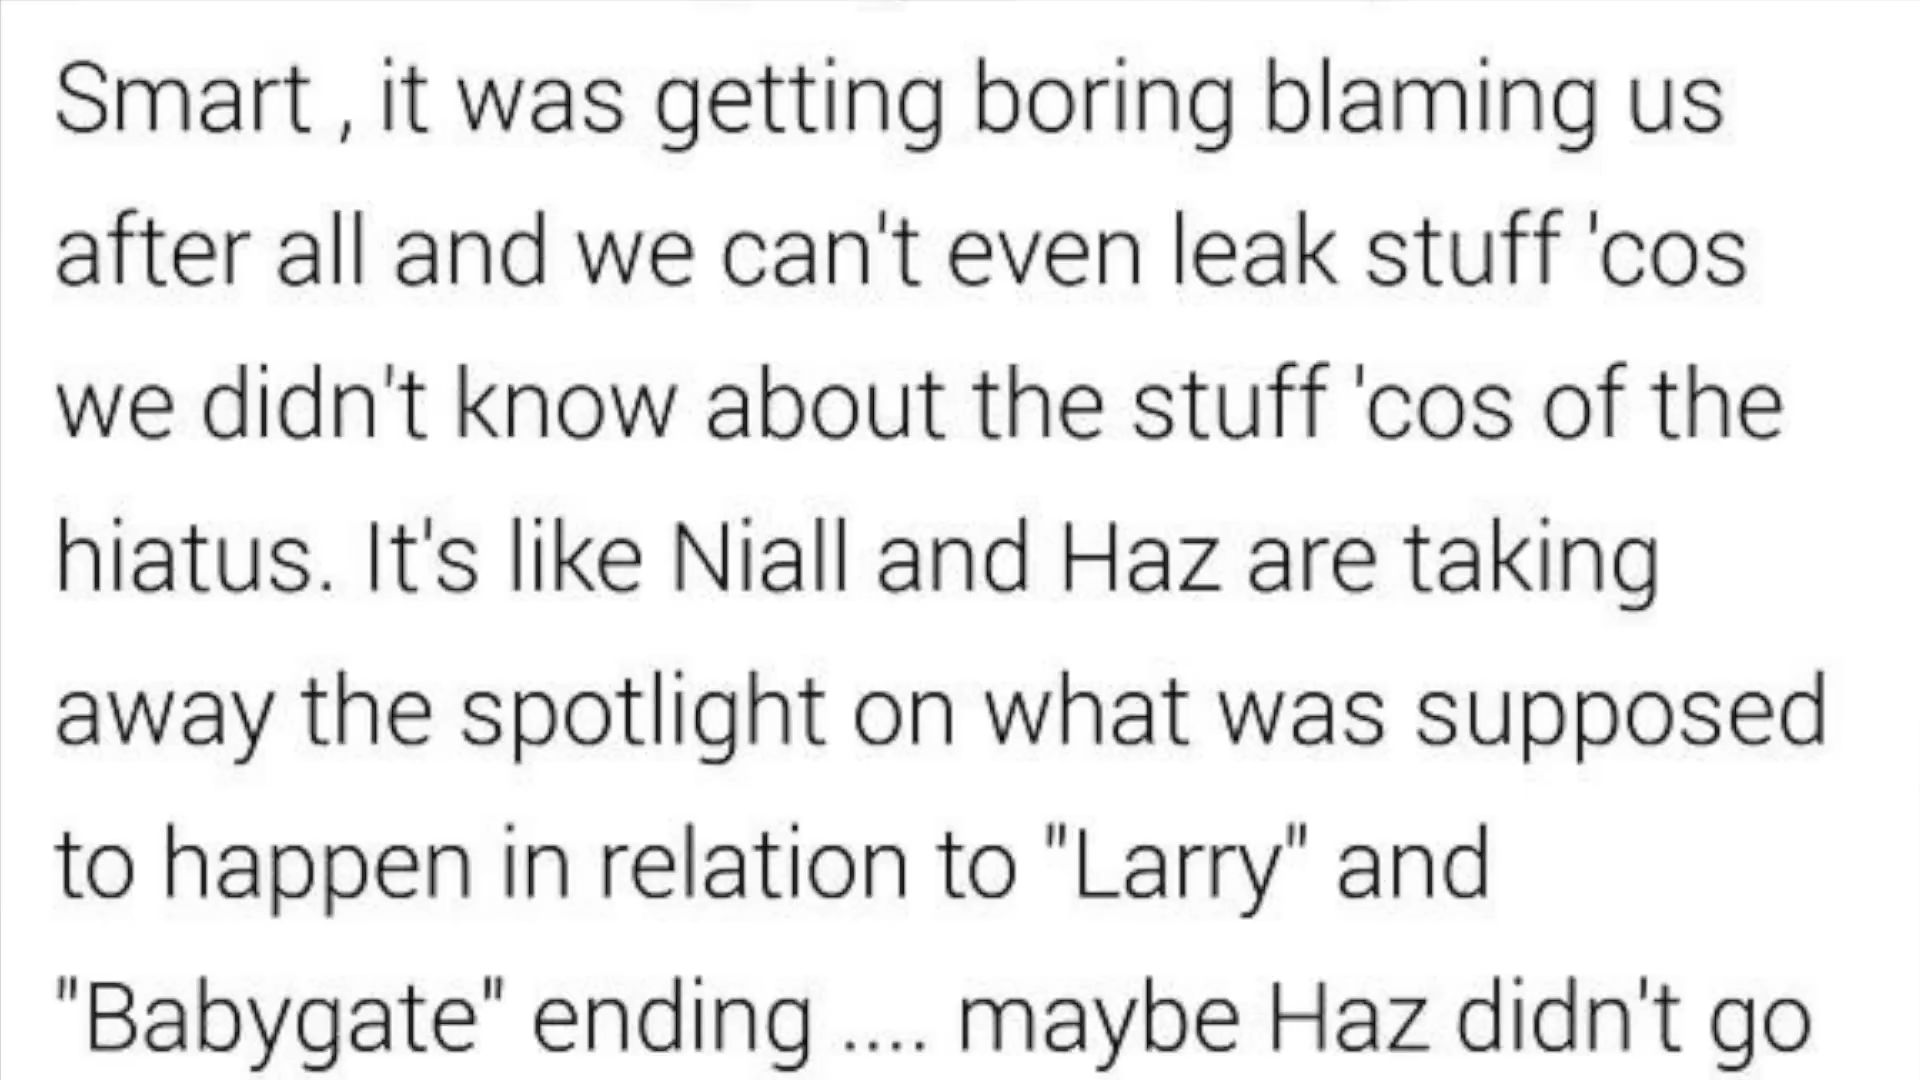 Smart , it was getting boring blaming us
after all and we can't even leak stuff 'cos
we didn't know about the stuff 'cos of the
hiatus. It's like Niall and Haz are taking
away the spotlight on what was supposed
to happen in relation to "Larry" and
"Babygate" ending .... maybe Haz didn't go